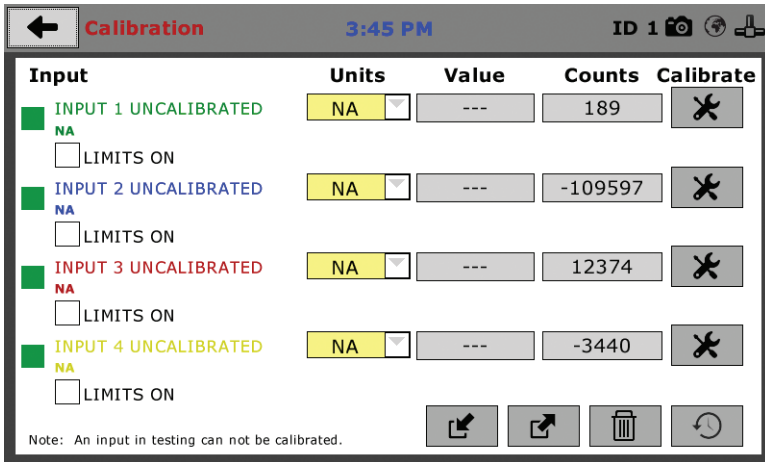 Calibration 3:45 PM ID 1
Input Units Value Counts Calibrate
INPUT 1 UNCALIBRATED NA --- 189
NA
LIMITS ON
INPUT 2 UNCALIBRATED NA --- -109597
NA
LIMITS ON
INPUT 3 UNCALIBRATED NA --- 12374
NA
LIMITS ON
INPUT 4 UNCALIBRATED NA --- -3440
NA
LIMITS ON
Note: An input in testing can not be calibrated.